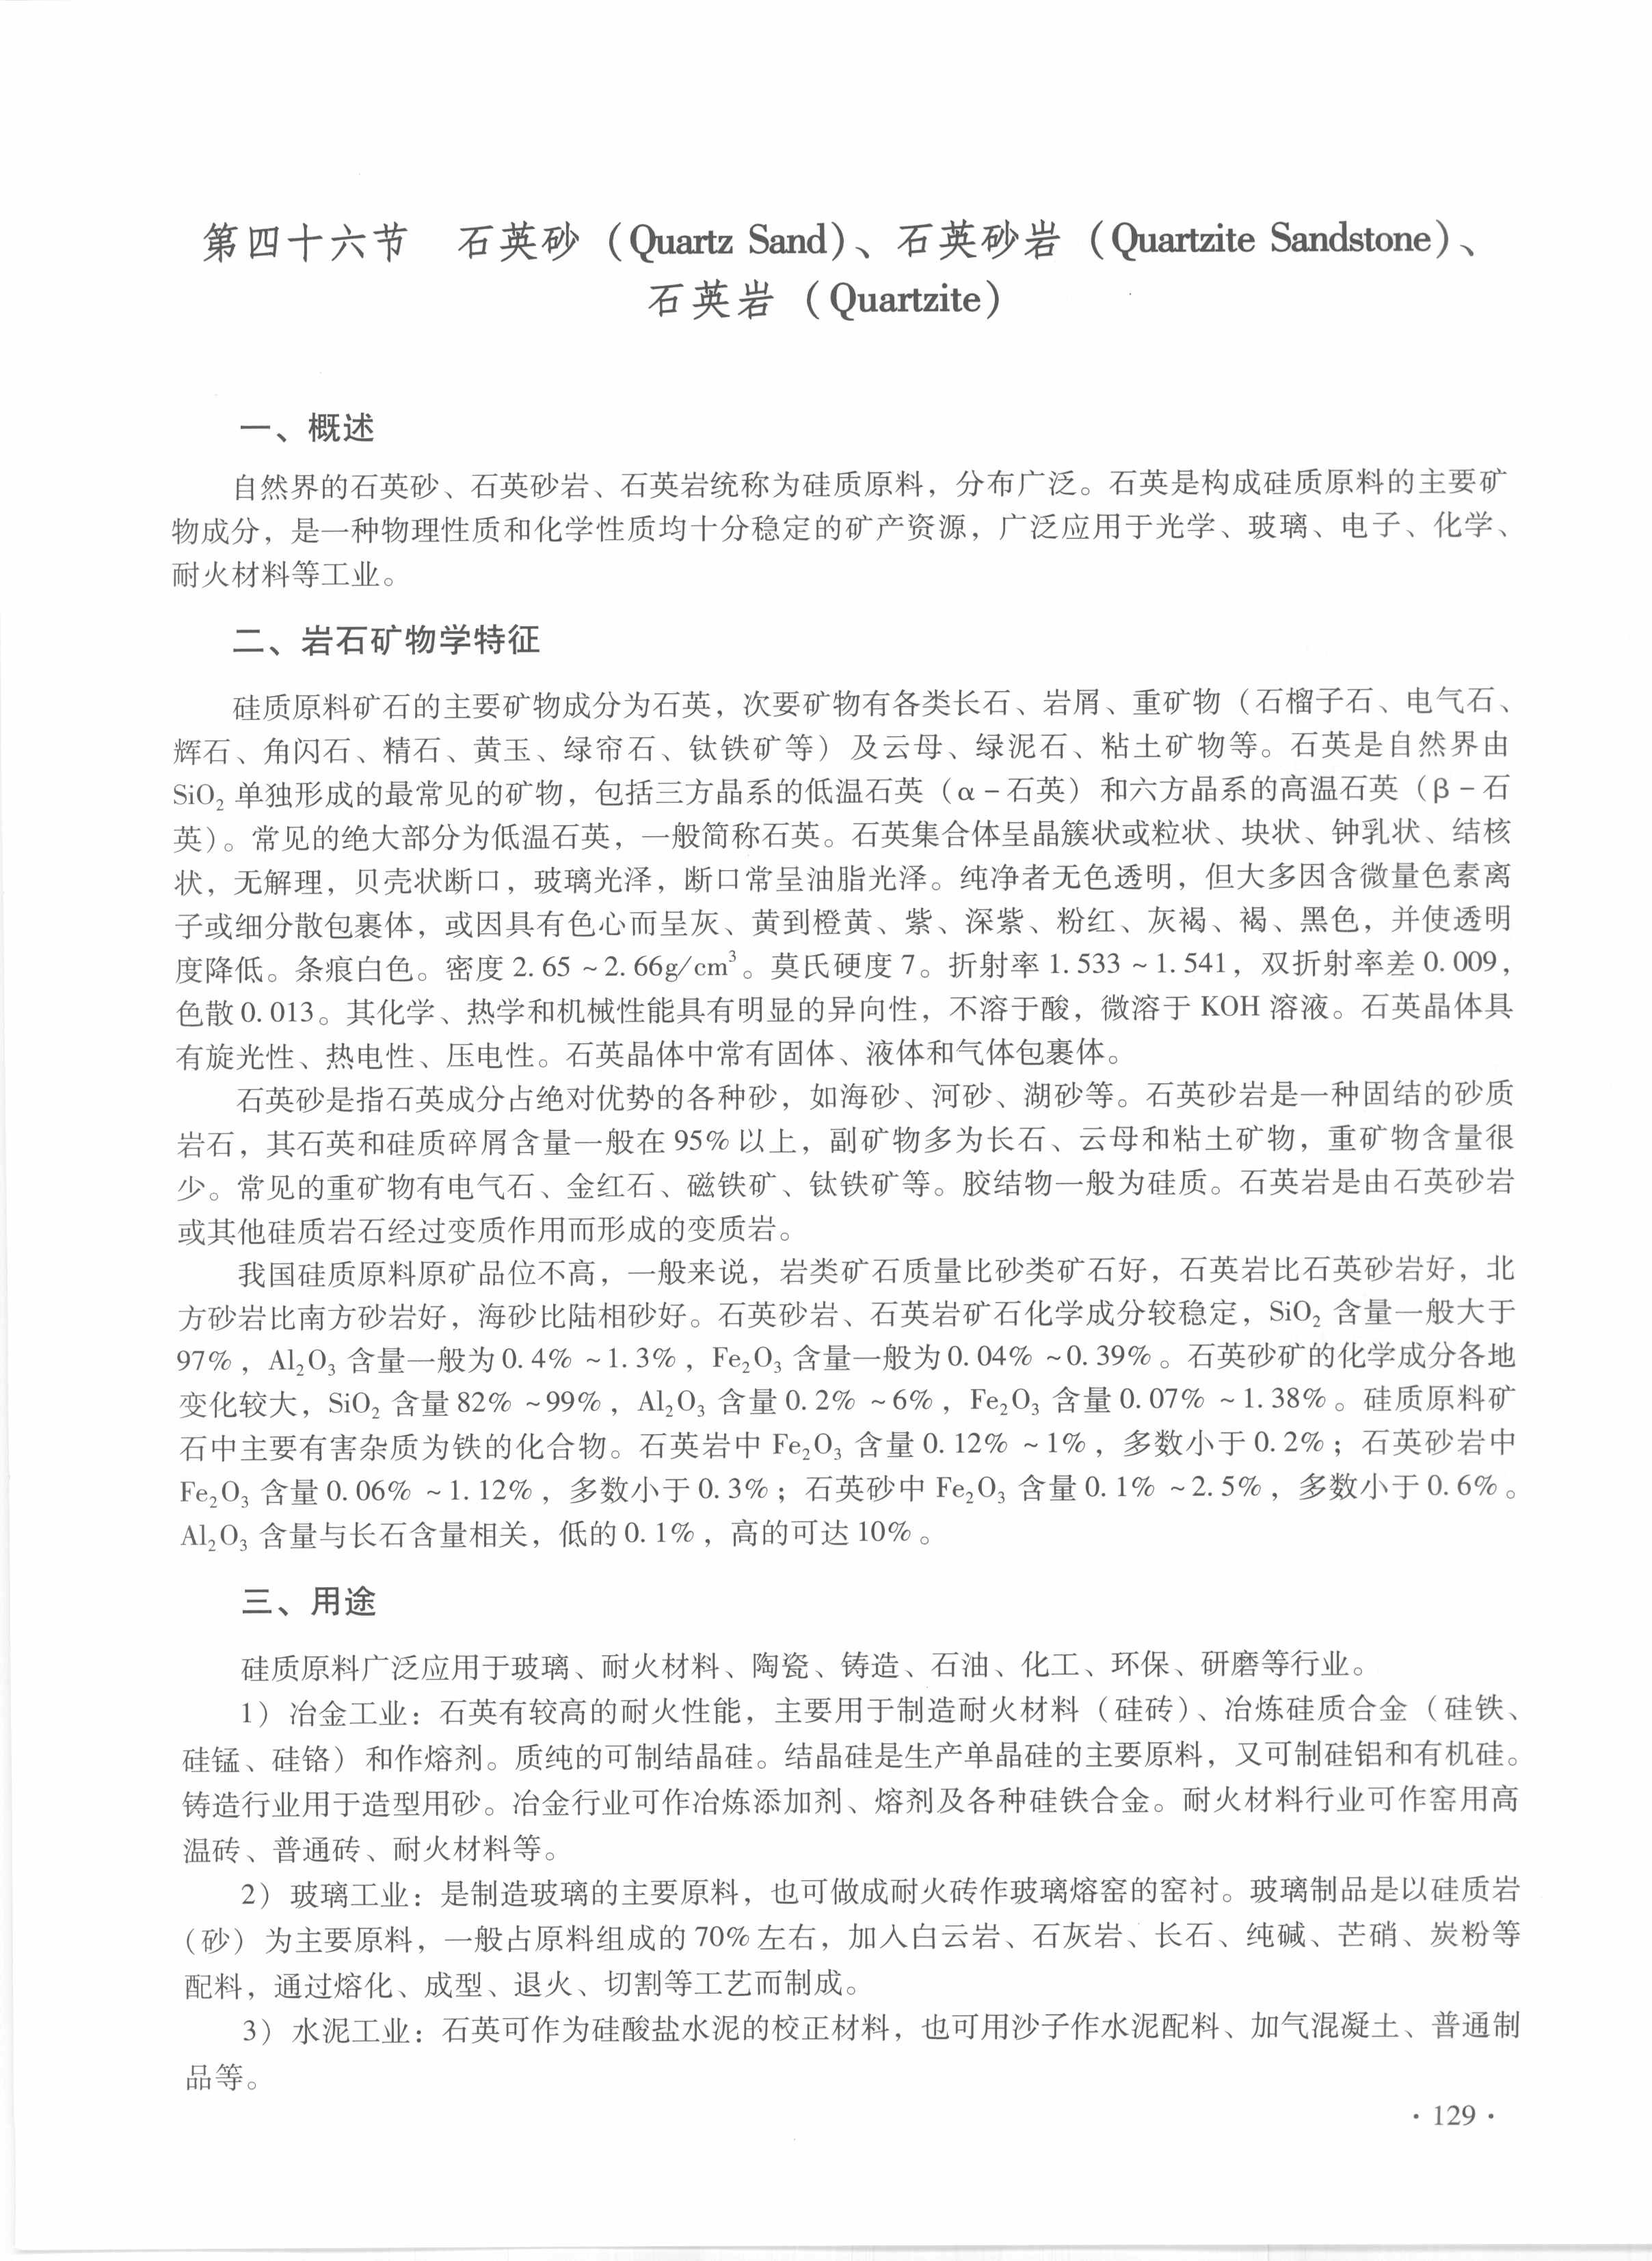 第四十六节　石英砂（Quartz Sand）、石英砂岩（Quartzite Sandstone）、
石英岩（Quartzite）
一、概述
自然界的石英砂、石英砂岩、石英岩统称为硅质原料，分布广泛。石英是构成硅质原料的主要矿
物成分，是一种物理性质和化学性质均十分稳定的矿产资源，广泛应用于光学、玻璃、电子、化学、
耐火材料等工业。
二、岩石矿物学特征
硅质原料矿石的主要矿物成分为石英，次要矿物有各类长石、岩屑、重矿物（石榴子石、电气石、
辉石、角闪石、精石、黄玉、绿帘石、钛铁矿等）及云母、绿泥石、粘土矿物等。石英是自然界由
SiO₂ 单独形成的最常见的矿物，包括三方晶系的低温石英（α－石英）和六方晶系的高温石英（β－石
英）。常见的绝大部分为低温石英，一般简称石英。石英集合体呈晶簇状或粒状、块状、钟乳状、结核
状，无解理，贝壳状断口，玻璃光泽，断口常呈油脂光泽。纯净者无色透明，但大多因含微量色素离
子或细分散包裹体，或因具有色心而呈灰、黄到橙黄、紫、深紫、粉红、灰褐、褐、黑色，并使透明
度降低。条痕白色。密度 2.65～2.66g/cm³。莫氏硬度 7。折射率 1.533～1.541，双折射率差 0.009，
色散 0.013。其化学、热学和机械性能具有明显的异向性，不溶于酸，微溶于 KOH 溶液。石英晶体具
有旋光性、热电性、压电性。石英晶体中常有固体、液体和气体包裹体。
石英砂是指石英成分占绝对优势的各种砂，如海砂、河砂、湖砂等。石英砂岩是一种固结的砂质
岩石，其石英和硅质碎屑含量一般在 95% 以上，副矿物多为长石、云母和粘土矿物，重矿物含量很
少。常见的重矿物有电气石、金红石、磁铁矿、钛铁矿等。胶结物一般为硅质。石英岩是由石英砂岩
或其他硅质岩石经过变质作用而形成的变质岩。
我国硅质原料原矿品位不高，一般来说，岩类矿石质量比砂类矿石好，石英岩比石英砂岩好，北
方砂岩比南方砂岩好，海砂比陆相砂好。石英砂岩、石英岩矿石化学成分较稳定，SiO₂ 含量一般大于
97%，Al₂O₃ 含量一般为 0.4%～1.3%，Fe₂O₃ 含量一般为 0.04%～0.39%。石英砂矿的化学成分各地
变化较大，SiO₂ 含量 82%～99%，Al₂O₃ 含量 0.2%～6%，Fe₂O₃ 含量 0.07%～1.38%。硅质原料矿
石中主要有害杂质为铁的化合物。石英岩中 Fe₂O₃ 含量 0.12%～1%，多数小于 0.2%；石英砂岩中
Fe₂O₃ 含量 0.06%～1.12%，多数小于 0.3%；石英砂中 Fe₂O₃ 含量 0.1%～2.5%，多数小于 0.6%。
Al₂O₃ 含量与长石含量相关，低的 0.1%，高的可达 10%。
三、用途
硅质原料广泛应用于玻璃、耐火材料、陶瓷、铸造、石油、化工、环保、研磨等行业。
1）冶金工业：石英有较高的耐火性能，主要用于制造耐火材料（硅砖）、冶炼硅质合金（硅铁、
硅锰、硅铬）和作熔剂。质纯的可制结晶硅。结晶硅是生产单晶硅的主要原料，又可制硅铝和有机硅。
铸造行业用于造型用砂。冶金行业可作冶炼添加剂、熔剂及各种硅铁合金。耐火材料行业可作窑用高
温砖、普通砖、耐火材料等。
2）玻璃工业：是制造玻璃的主要原料，也可做成耐火砖作玻璃熔窑的窑衬。玻璃制品是以硅质岩
（砂）为主要原料，一般占原料组成的 70% 左右，加入白云岩、石灰岩、长石、纯碱、芒硝、炭粉等
配料，通过熔化、成型、退火、切割等工艺而制成。
3）水泥工业：石英可作为硅酸盐水泥的校正材料，也可用沙子作水泥配料、加气混凝土、普通制
品等。
· 129 ·